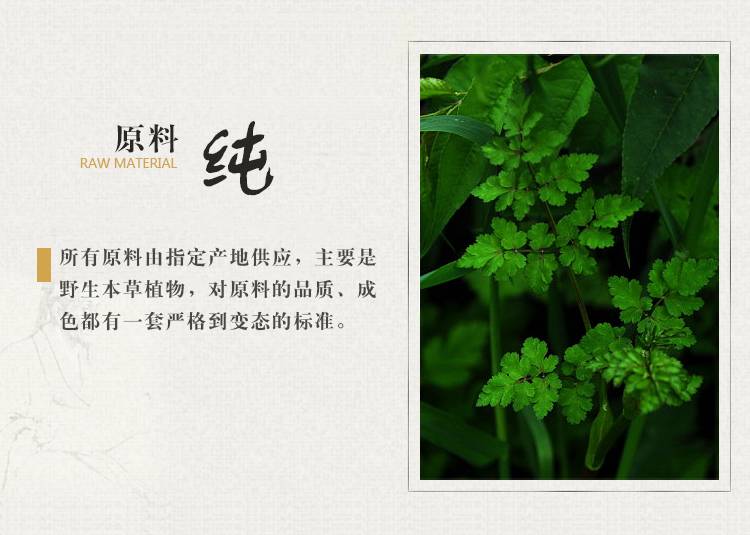 原料
RAW MATERIAL
纯
所有原料由指定产地供应，主要是
野生本草植物，对原料的品质、成
色都有一套严格到变态的标准。